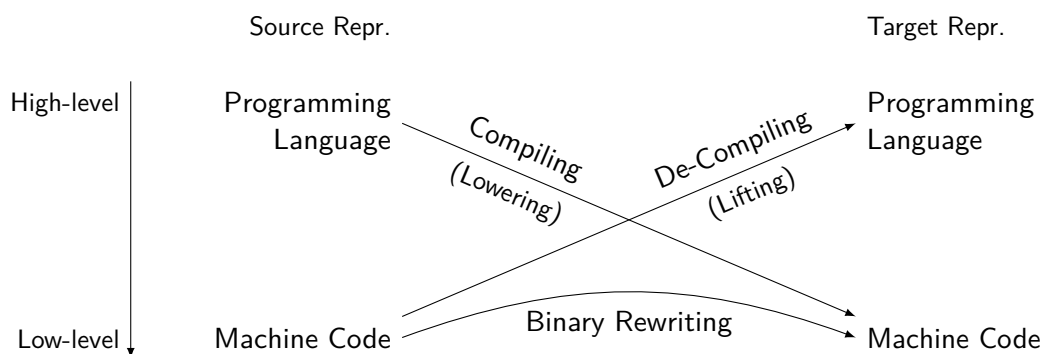 Source Repr.
Target Repr.
High-level
Programming
Language
Compiling
(Lowering)
De-Compiling
(Lifting)
Programming
Language
Low-level
Machine Code
Binary Rewriting
Machine Code